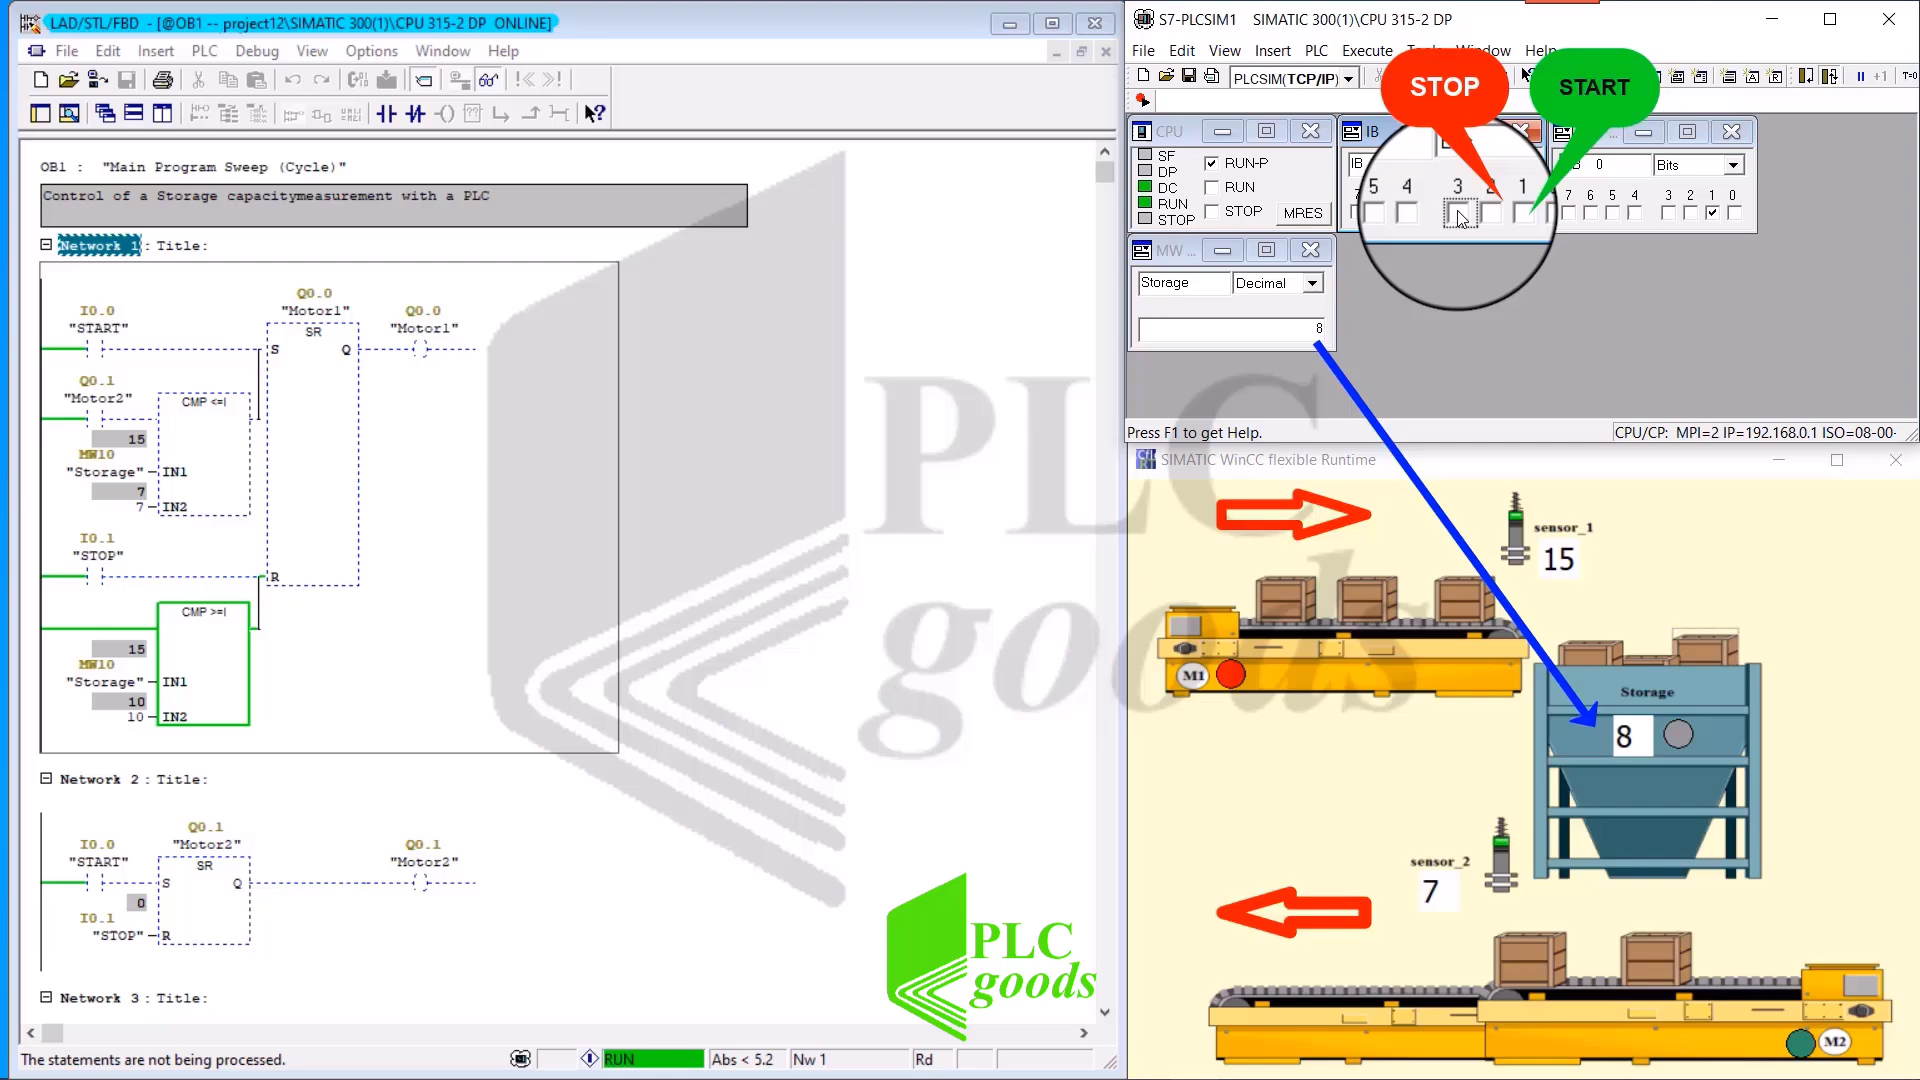 LAD/STL/FBD - [@OB1 -- project12\SIMATIC 300(1)\CPU 315-2 DP ONLINE]
File Edit Insert PLC Debug View Options Window Help
OB1 : "Main Program Sweep (Cycle)"
Control of a Storage capacitymeasurement with a PLC
Network 1 : Title:
I0.0
"START"
Q0.0
"Motor1"
SR
S
Q
Q0.0
"Motor1"
Q0.1
"Motor2"
CMP <=I
15
MW10
"Storage"
IN1
7
7
IN2
I0.1
"STOP"
R
CMP >=I
15
MW10
"Storage"
IN1
10
10
IN2
Network 2 : Title:
I0.0
"START"
Q0.1
"Motor2"
SR
S
Q
Q0.1
"Motor2"
0
I0.1
"STOP"
R
Network 3 : Title:
The statements are not being processed.
RUN
Abs < 5.2
Nw 1
Rd
PLC
goods
PLC
goods
S7-PLCSIM1 SIMATIC 300(1)\CPU 315-2 DP
File Edit View Insert PLC Execute Window Help
PLCSIM(TCP/IP)
+1
T=0
STOP
START
CPU
SF
DP
DC
RUN
STOP
RUN-P
RUN
STOP
MRES
IB
IB
5 4 3 2 1
...
0
Bits
7 6 5 4 3 2 1 0
MW ...
Storage
Decimal
8
Press F1 to get Help.
CPU/CP: MPI=2 IP=192.168.0.1 ISO=08-00-
SIMATIC WinCC flexible Runtime
sensor_1
15
M1
Storage
8
sensor_2
7
M2